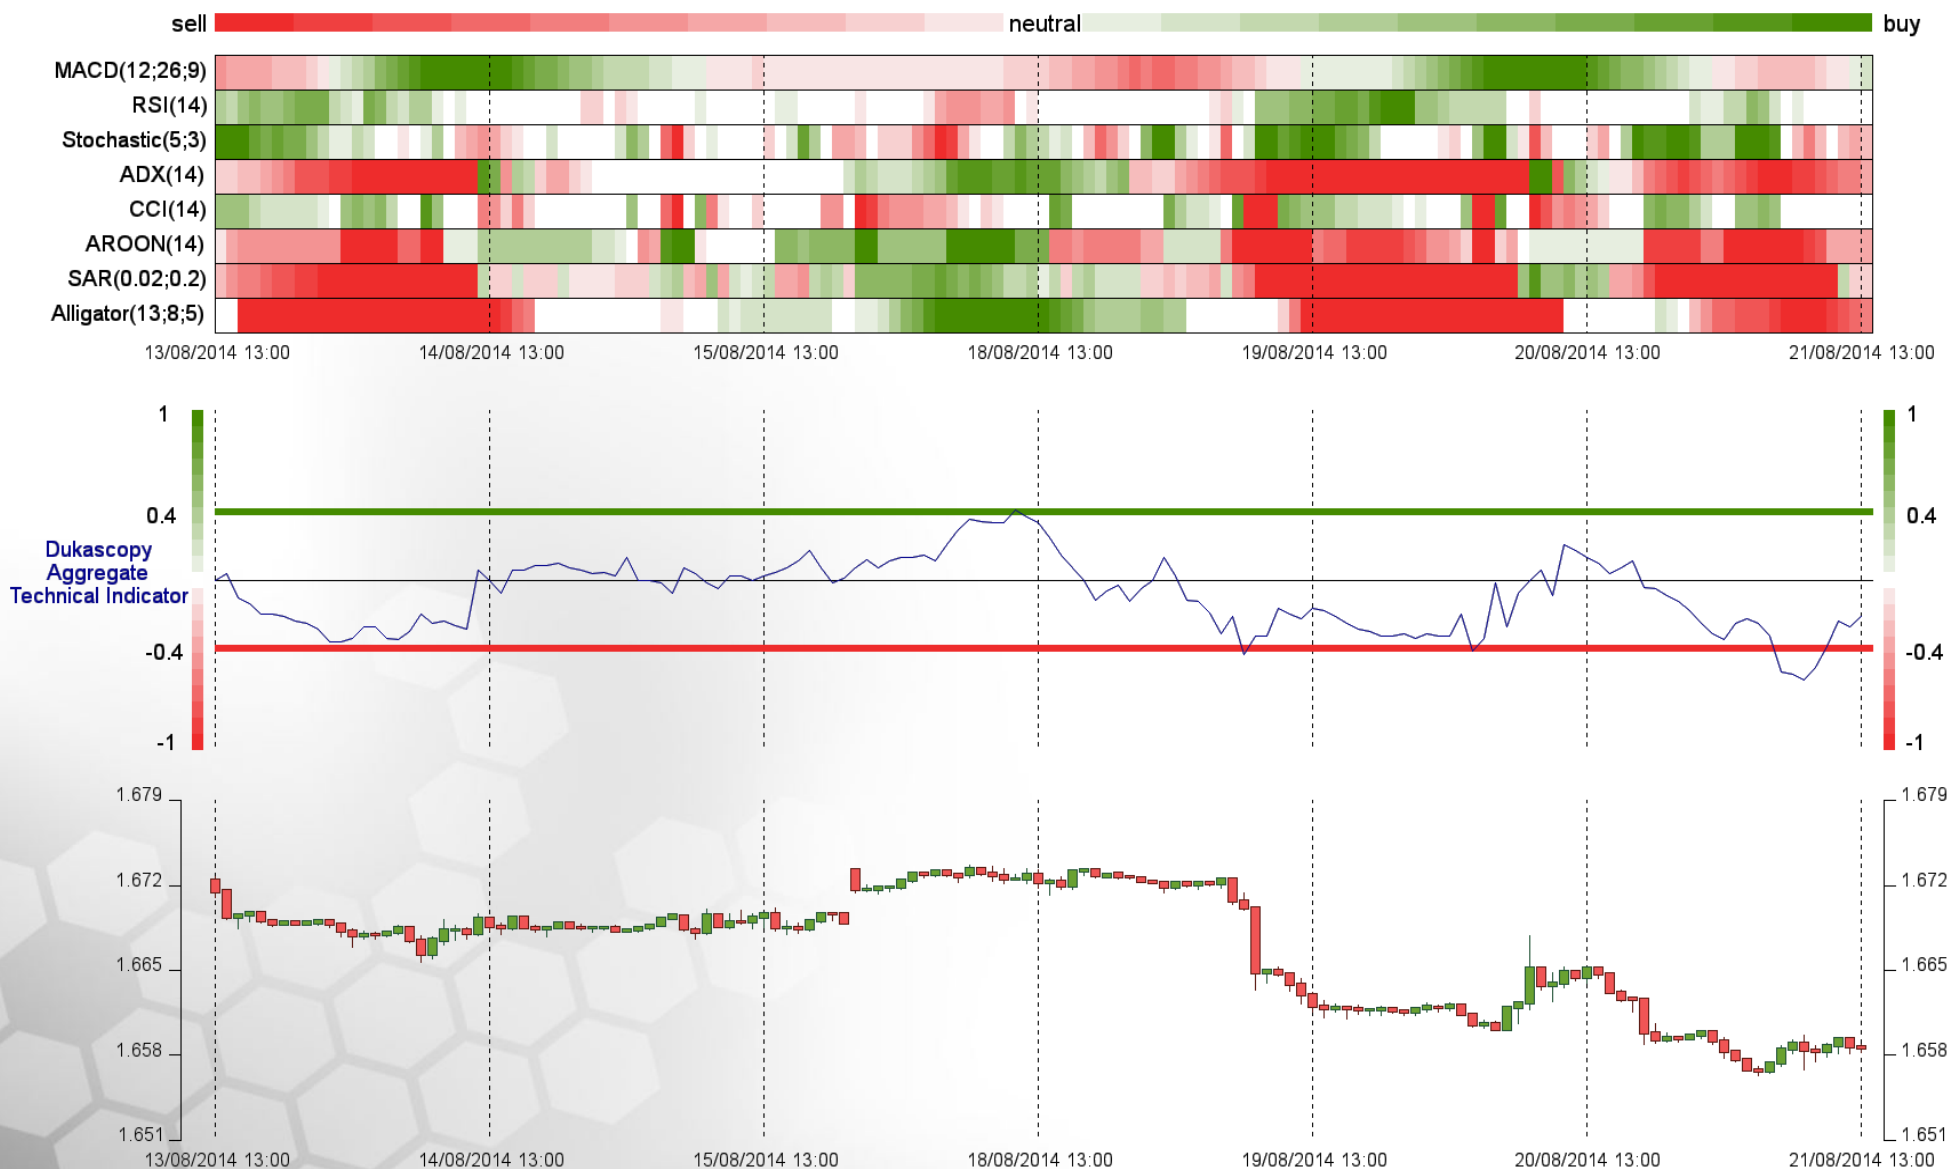 sell neutral buy
MACD(12;26;9)
RSI(14)
Stochastic(5;3)
ADX(14)
CCI(14)
AROON(14)
SAR(0.02;0.2)
Alligator(13;8;5)
13/08/2014 13:00 14/08/2014 13:00 15/08/2014 13:00 18/08/2014 13:00 19/08/2014 13:00 20/08/2014 13:00 21/08/2014 13:00
1 1
0.4 0.4
Dukascopy
Aggregate
Technical Indicator
-0.4 -0.4
-1 -1
1.679 1.679
1.672 1.672
1.665 1.665
1.658 1.658
1.651 1.651
13/08/2014 13:00 14/08/2014 13:00 15/08/2014 13:00 18/08/2014 13:00 19/08/2014 13:00 20/08/2014 13:00 21/08/2014 13:00